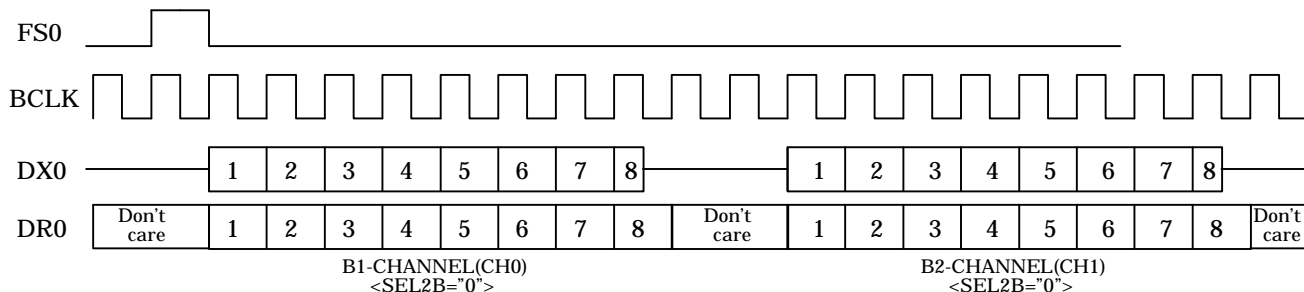 FS0
BCLK
DX0 1 2 3 4 5 6 7 8 1 2 3 4 5 6 7 8
DR0 Don't care 1 2 3 4 5 6 7 8 Don't care 1 2 3 4 5 6 7 8 Don't care
B1-CHANNEL(CH0) B2-CHANNEL(CH1)
<SEL2B="0"> <SEL2B="0">